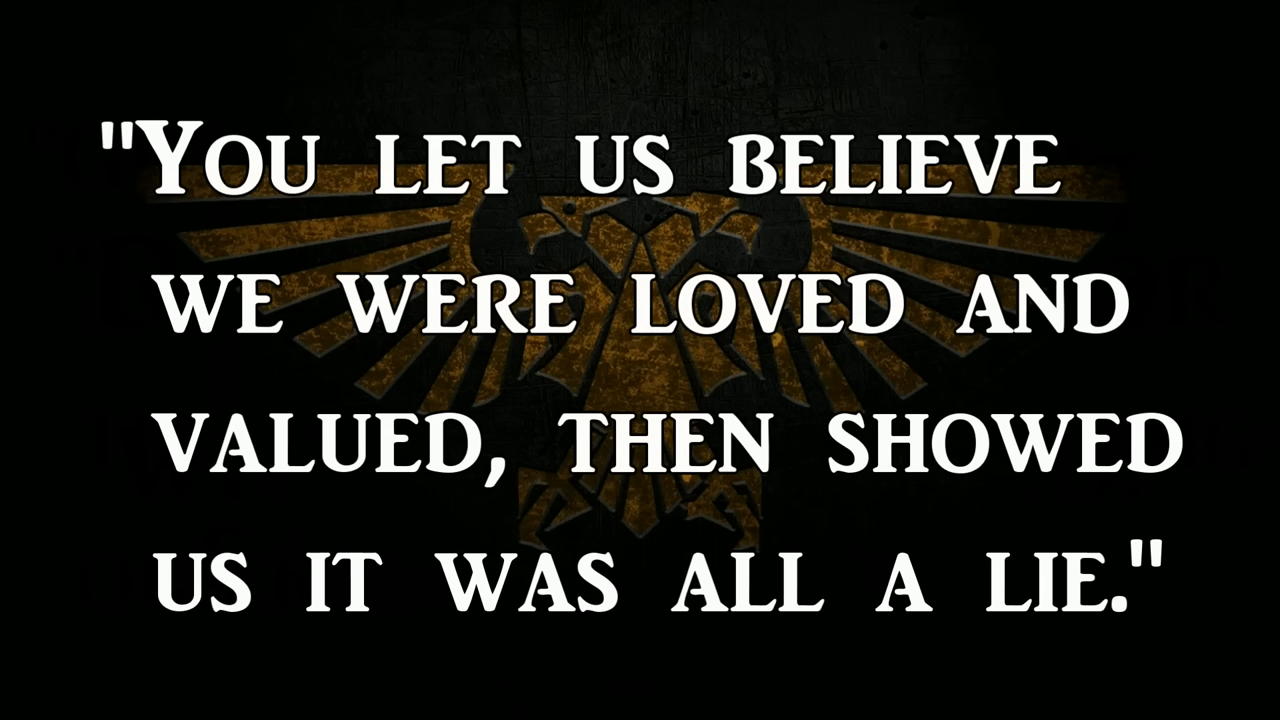 "You let us believe
we were loved and
valued, then showed
us it was all a lie."